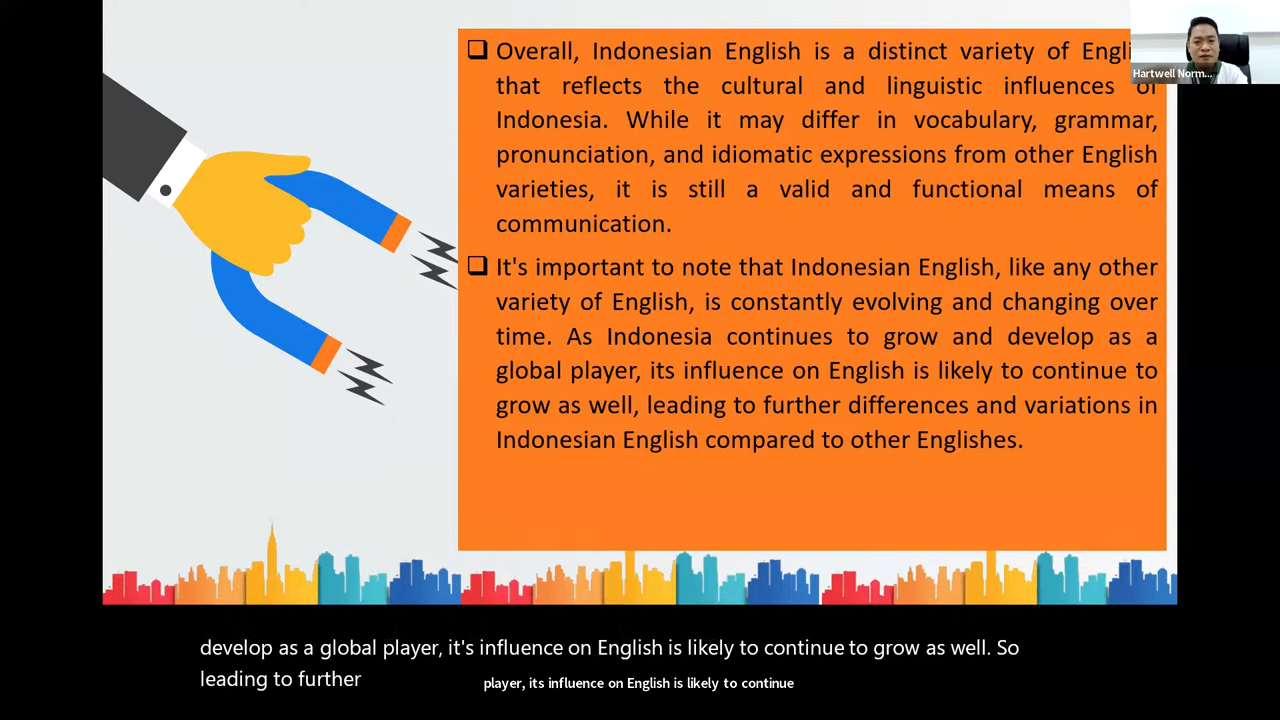 ❑ Overall, Indonesian English is a distinct variety of Engli
that reflects the cultural and linguistic influences of
Indonesia. While it may differ in vocabulary, grammar,
pronunciation, and idiomatic expressions from other English
varieties, it is still a valid and functional means of
communication.
❑ It's important to note that Indonesian English, like any other
variety of English, is constantly evolving and changing over
time. As Indonesia continues to grow and develop as a
global player, its influence on English is likely to continue to
grow as well, leading to further differences and variations in
Indonesian English compared to other Englishes.
Hartwell Norm...
develop as a global player, it's influence on English is likely to continue to grow as well. So
leading to further
player, its influence on English is likely to continue